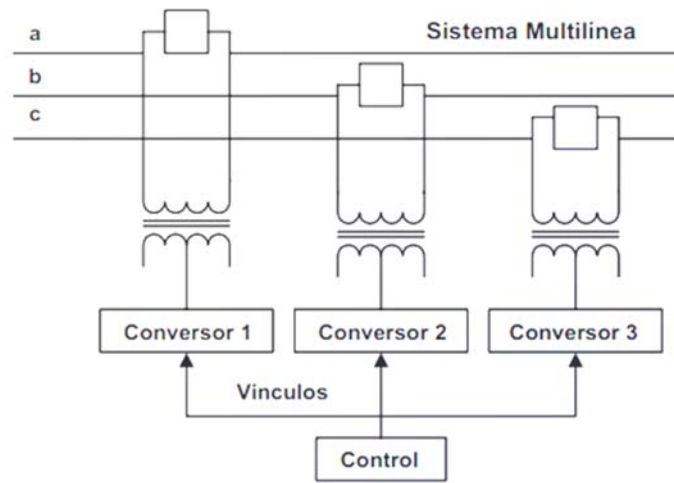 a
Sistema Multilinea
b
c
Conversor 1
Conversor 2
Conversor 3
Vinculos
Control